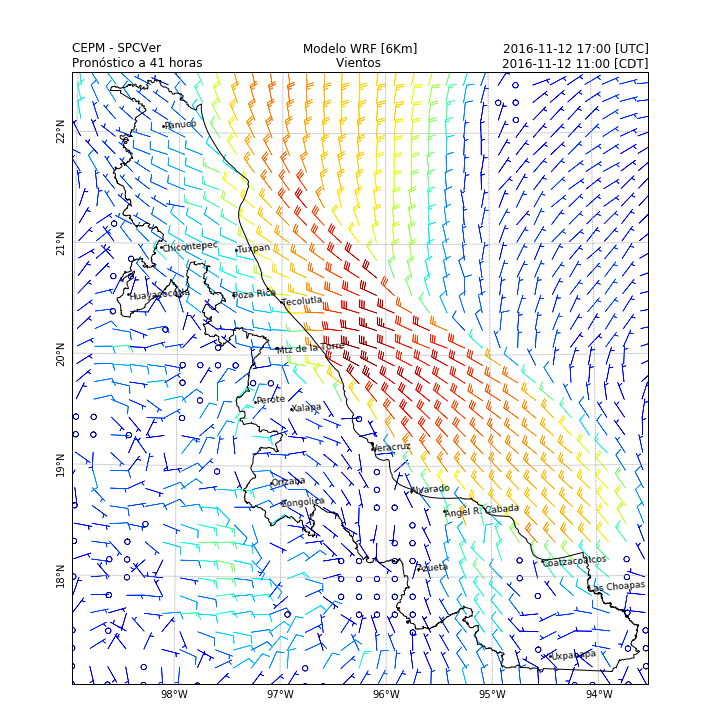 CEPM - SPCVer Modelo WRF [6Km] 2016-11-12 17:00 [UTC]
Pronóstico a 41 horas Vientos 2016-11-12 11:00 [CDT]
22°N
Panuco
21°N
Chicontepec Tuxpan
Huayacocotla Poza Rica Tecolutla
20°N
Mtz de la Torre
Perote Xalapa
Veracruz
19°N
Orizaba Alvarado
Zongolica Angel R. Cabada
18°N
Azueta Coatzacoalcos
Las Choapas
Uxpanapa
98°W 97°W 96°W 95°W 94°W